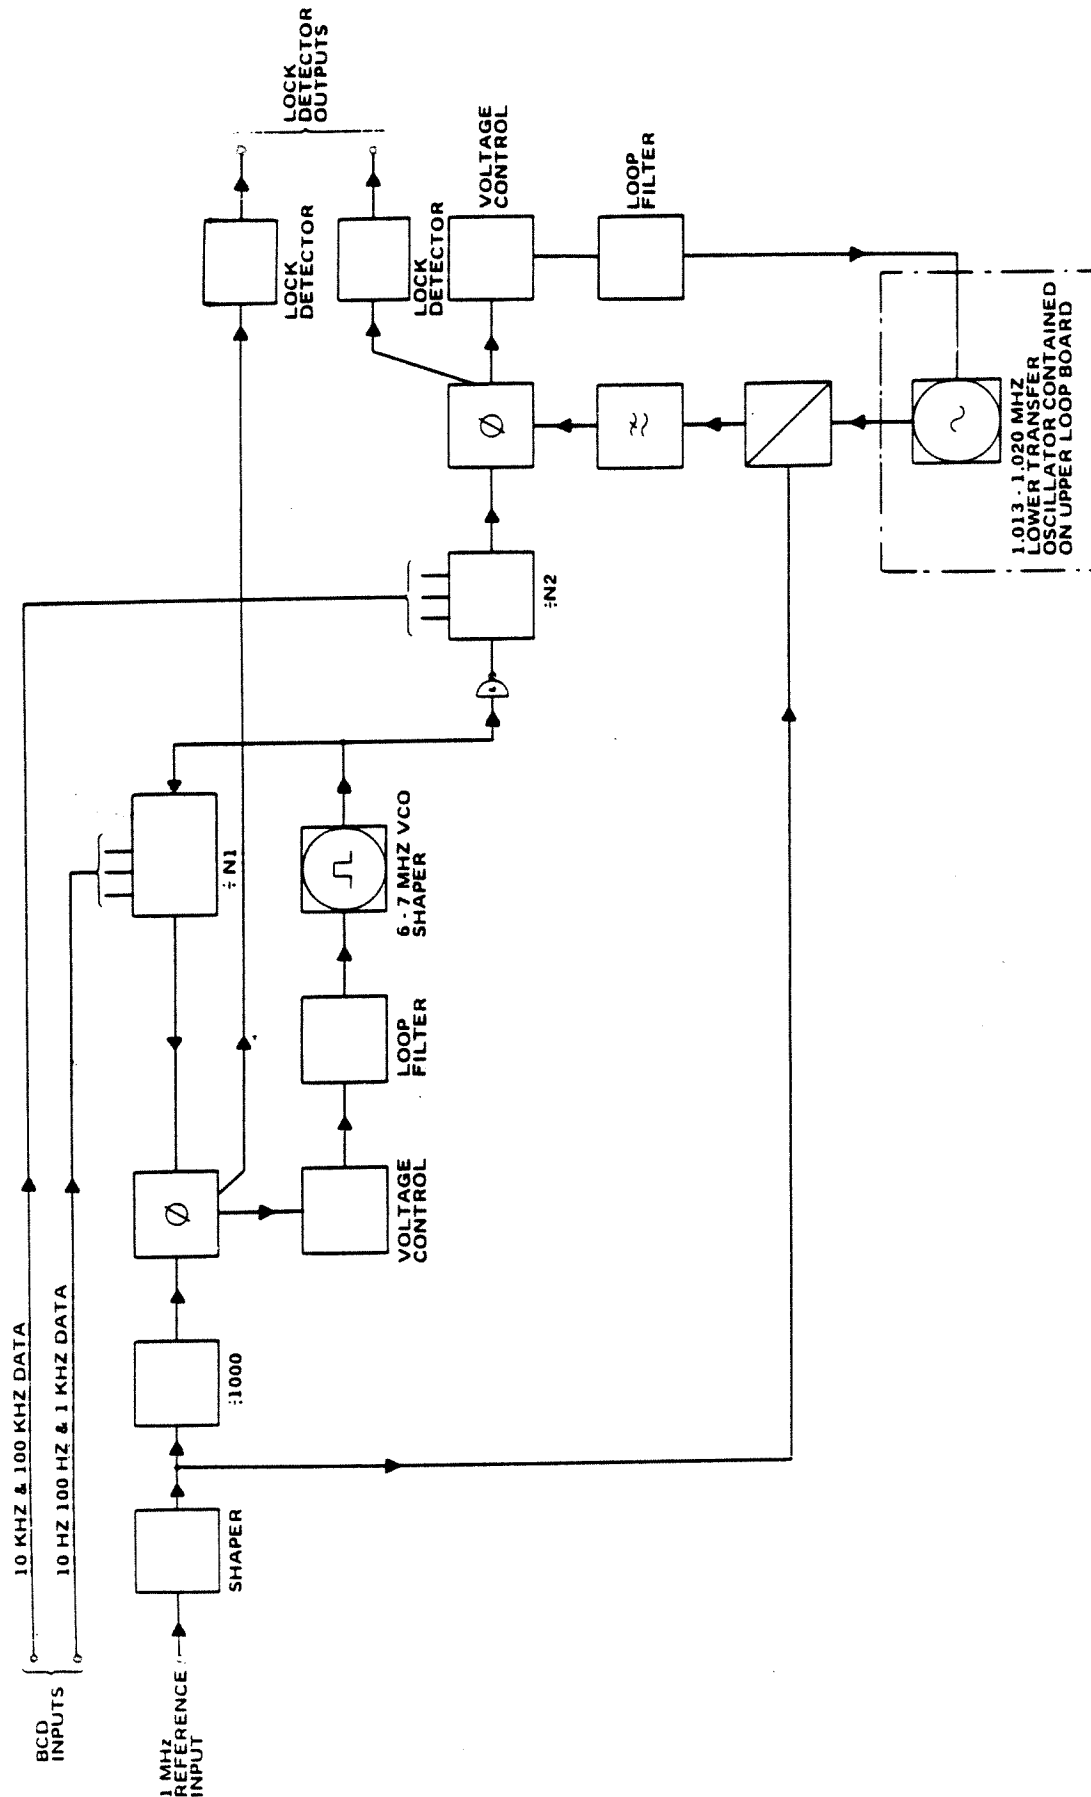 BCD
INPUTS
10 KHZ & 100 KHZ DATA
10 HZ 100 HZ & 1 KHZ DATA
1 MHz
REFERENCE
INPUT
SHAPER
÷1000
Ø
VOLTAGE
CONTROL
LOOP
FILTER
6 - 7 MHZ VCO
SHAPER
÷ N1
÷N2
Ø
LOCK
DETECTOR
LOCK
DETECTOR
LOCK
DETECTOR
OUTPUTS
VOLTAGE
CONTROL
LOOP
FILTER
1.013 - 1.020 MHZ
LOWER TRANSFER
OSCILLATOR CONTAINED
ON UPPER LOOP BOARD